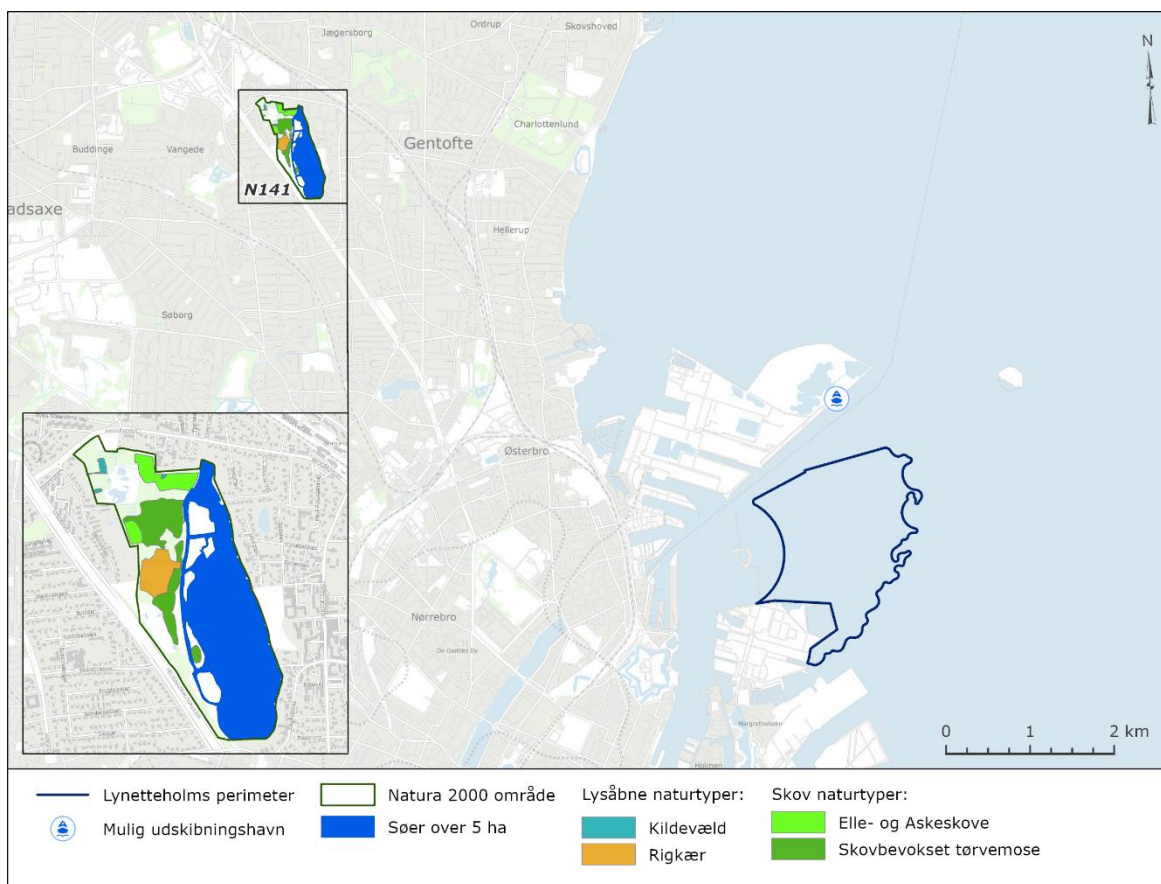 Ordrup
Skovshoved
Jægersborg
N
Charlottenlund
Gentofte
Buddinge
Vangede
N141
adsaxe
Hellerup
Søborg
Østerbro
Nørrebro
De Gamles By
Margretheholm
Holmen
0 1 2 km
Lynetteholms perimeter
Mulig udskibningshavn
Natura 2000 område
Søer over 5 ha
Lysåbne naturtyper:
Kildevæld
Rigkær
Skov naturtyper:
Elle- og Askeskove
Skovbevokset tørvemose